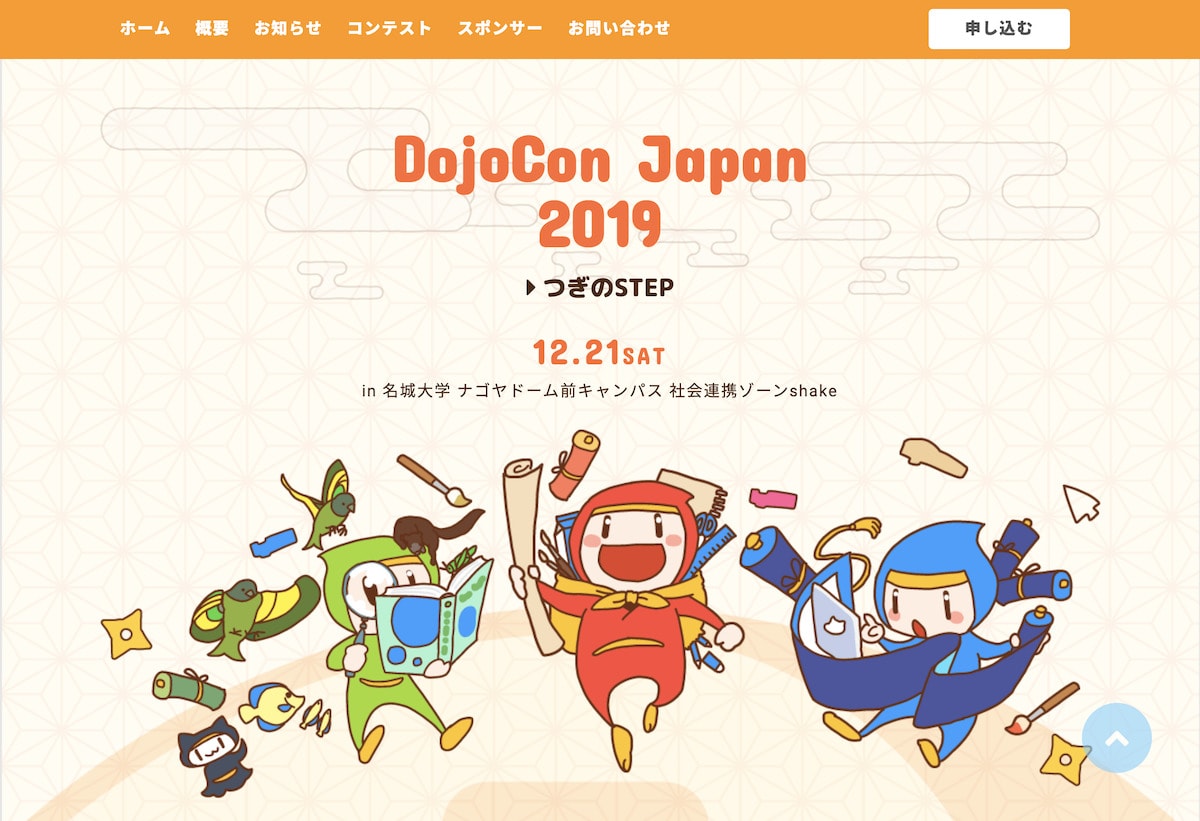 ホーム 概要 お知らせ コンテスト スポンサー お問い合わせ 申し込む
DojoCon Japan
2019
つぎのSTEP
12.21SAT
in 名城大学 ナゴヤドーム前キャンパス 社会連携ゾーンshake